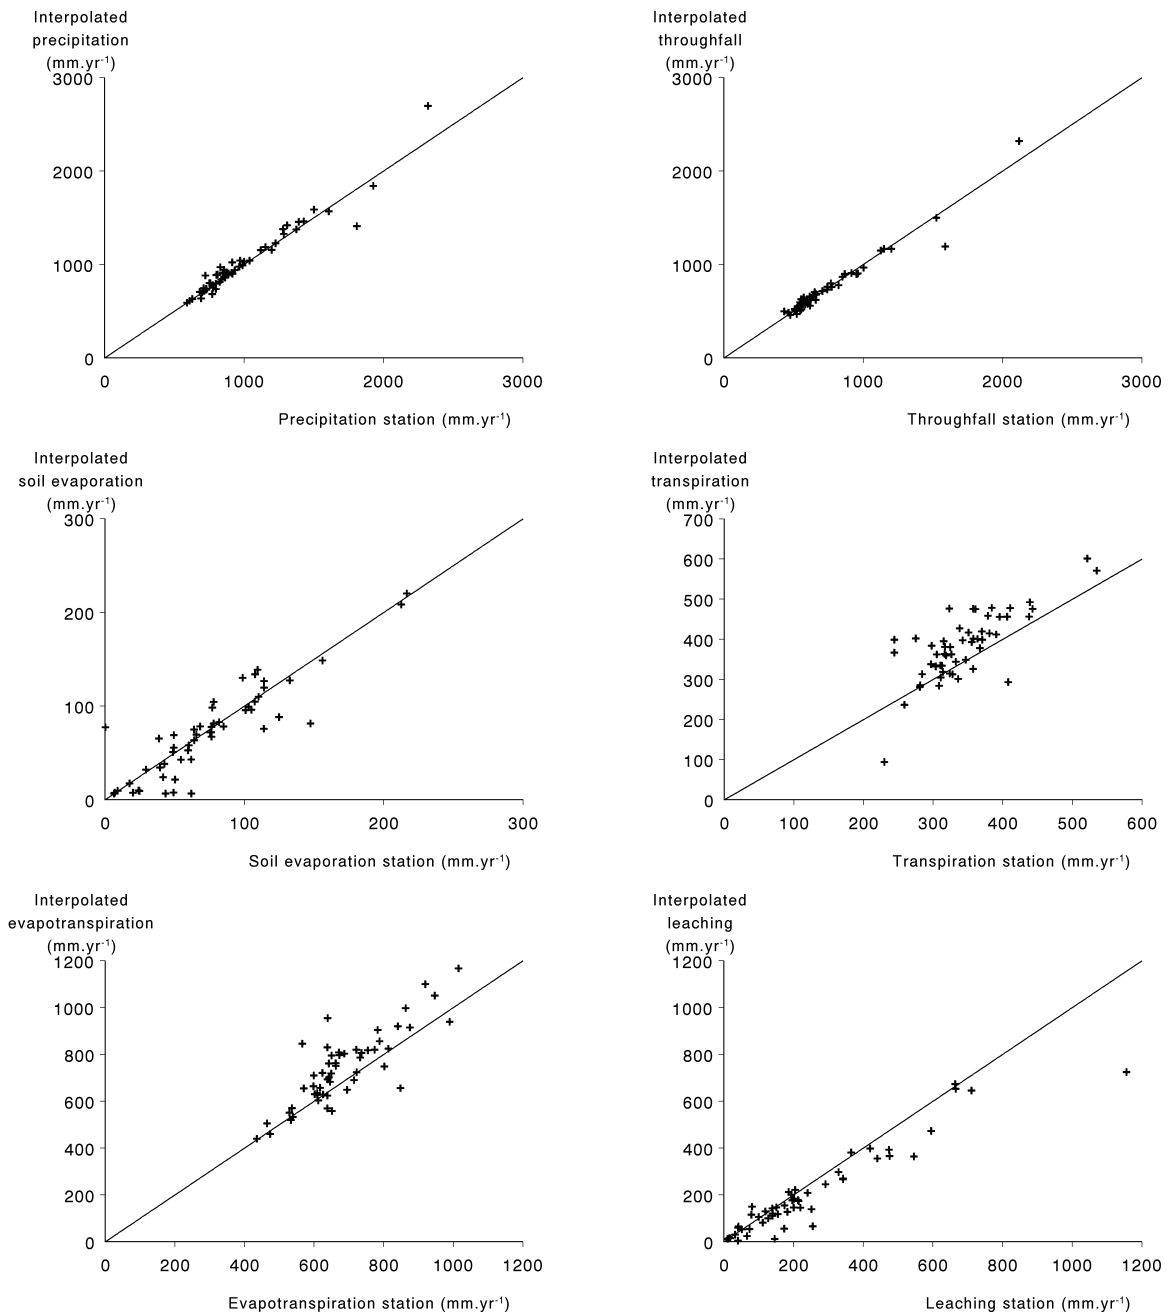 Interpolated
precipitation
(mm.yr-1)
3000
2000
1000
0
0 1000 2000 3000
Precipitation station (mm.yr-1)
Interpolated
throughfall
(mm.yr-1)
3000
2000
1000
0
0 1000 2000 3000
Throughfall station (mm.yr-1)
Interpolated
soil evaporation
(mm.yr-1)
300
200
100
0
0 100 200 300
Soil evaporation station (mm.yr-1)
Interpolated
transpiration
(mm.yr-1)
700
600
500
400
300
200
100
0
0 100 200 300 400 500 600
Transpiration station (mm.yr-1)
Interpolated
evapotranspiration
(mm.yr-1)
1200
1000
800
600
400
200
0
0 200 400 600 800 1000 1200
Evapotranspiration station (mm.yr-1)
Interpolated
leaching
(mm.yr-1)
1200
1000
800
600
400
200
0
0 200 400 600 800 1000 1200
Leaching station (mm.yr-1)